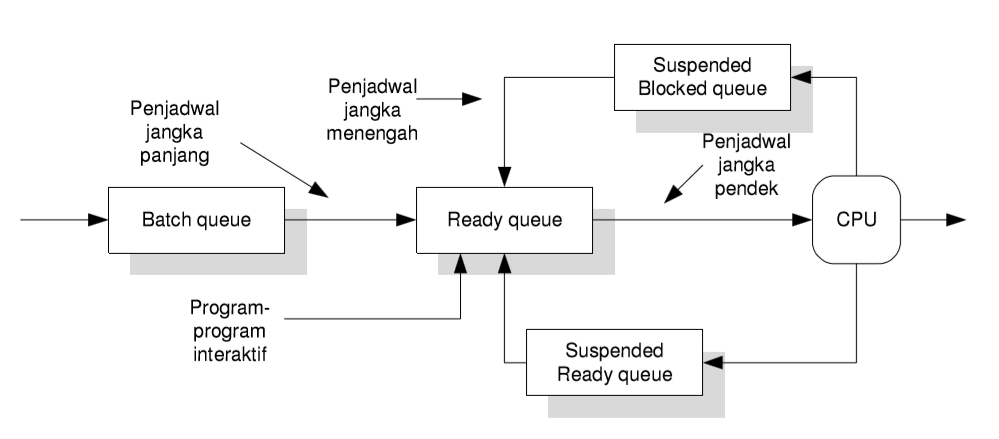 Penjadwal
jangka
panjang
Penjadwal
jangka
menengah
Suspended
Blocked queue
Penjadwal
jangka
pendek
Batch queue
Ready queue
CPU
Program-
program
interaktif
Suspended
Ready queue